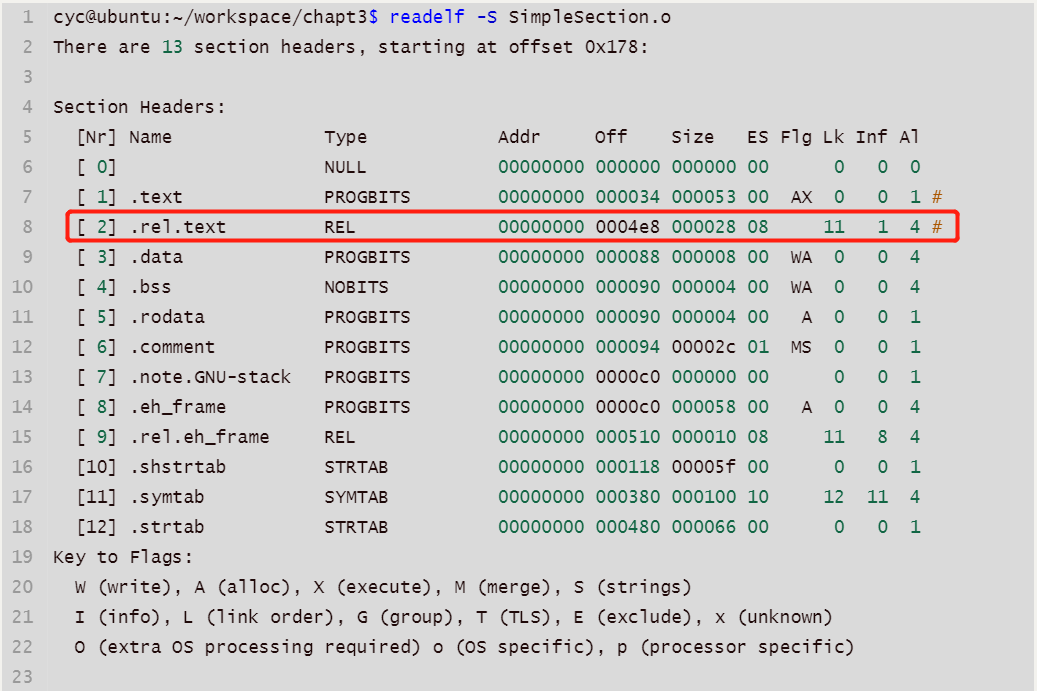 1 cyc@ubuntu:~/workspace/chapt3$ readelf -S SimpleSection.o
2 There are 13 section headers, starting at offset 0x178:
3
4 Section Headers:
5 [Nr] Name Type Addr Off Size ES Flg Lk Inf Al
6 [ 0] NULL 00000000 000000 000000 00 0 0 0
7 [ 1] .text PROGBITS 00000000 000034 000053 00 AX 0 0 1 #
8 [ 2] .rel.text REL 00000000 0004e8 000028 08 11 1 4 #
9 [ 3] .data PROGBITS 00000000 000088 000008 00 WA 0 0 4
10 [ 4] .bss NOBITS 00000000 000090 000004 00 WA 0 0 4
11 [ 5] .rodata PROGBITS 00000000 000090 000004 00 A 0 0 1
12 [ 6] .comment PROGBITS 00000000 000094 00002c 01 MS 0 0 1
13 [ 7] .note.GNU-stack PROGBITS 00000000 0000c0 000000 00 0 0 1
14 [ 8] .eh_frame PROGBITS 00000000 0000c0 000058 00 A 0 0 4
15 [ 9] .rel.eh_frame REL 00000000 000510 000010 08 11 8 4
16 [10] .shstrtab STRTAB 00000000 000118 00005f 00 0 0 1
17 [11] .symtab SYMTAB 00000000 000380 000100 10 12 11 4
18 [12] .strtab STRTAB 00000000 000480 000066 00 0 0 1
19 Key to Flags:
20 W (write), A (alloc), X (execute), M (merge), S (strings)
21 I (info), L (link order), G (group), T (TLS), E (exclude), x (unknown)
22 O (extra OS processing required) o (OS specific), p (processor specific)
23